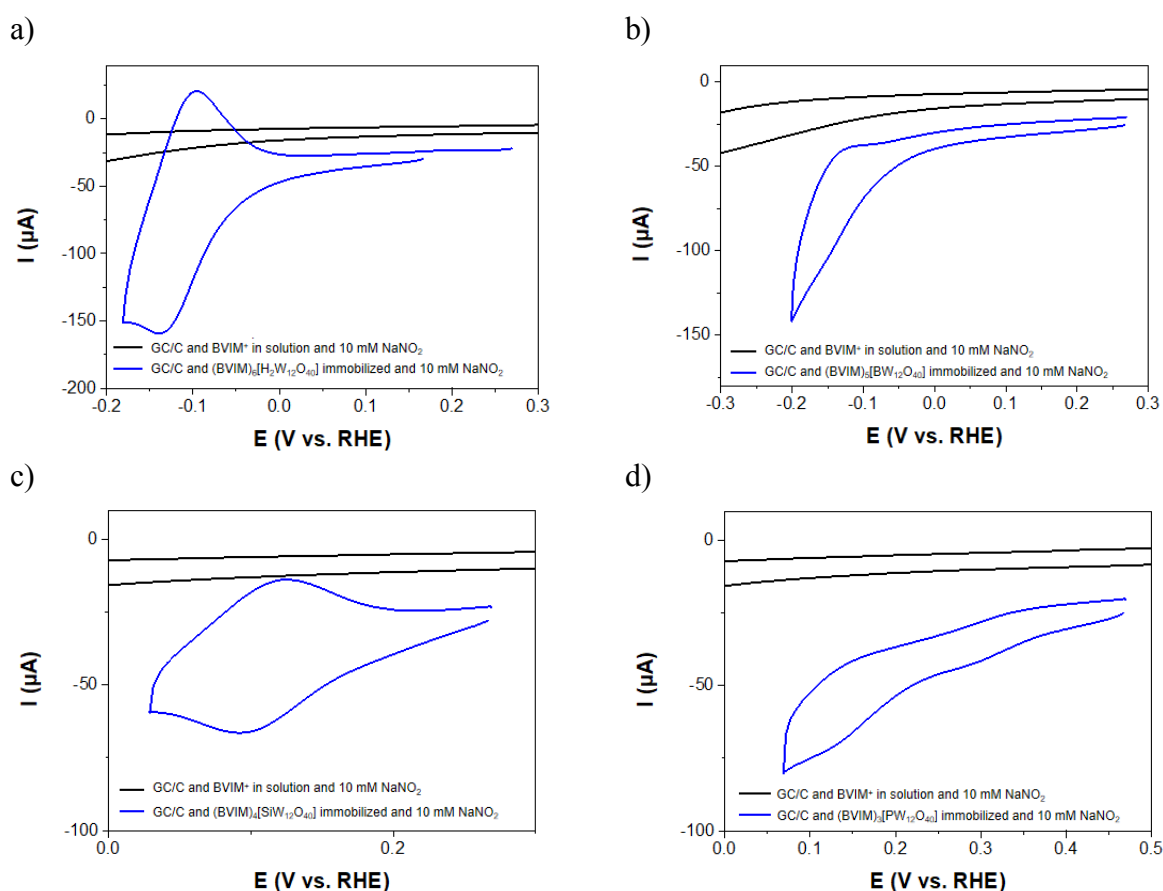 a)
0
-50
-100
-150
-200
I (µA)
GC/C and BVIM⁺ in solution and 10 mM NaNO₂
GC/C and (BVIM)₆[H₂W₁₂O₄₀] immobilized and 10 mM NaNO₂
-0.2 -0.1 0.0 0.1 0.2 0.3
E (V vs. RHE)
b)
0
-50
-100
-150
I (µA)
GC/C and BVIM⁺ in solution and 10 mM NaNO₂
GC/C and (BVIM)₅[BW₁₂O₄₀] immobilized and 10 mM NaNO₂
-0.3 -0.2 -0.1 0.0 0.1 0.2 0.3
E (V vs. RHE)
c)
0
-50
-100
I (µA)
GC/C and BVIM⁺ in solution and 10 mM NaNO₂
GC/C and (BVIM)₄[SiW₁₂O₄₀] immobilized and 10 mM NaNO₂
0.0 0.2
E (V vs. RHE)
d)
0
-50
-100
I (µA)
GC/C and BVIM⁺ in solution and 10 mM NaNO₂
GC/C and (BVIM)₃[PW₁₂O₄₀] immobilized and 10 mM NaNO₂
0.0 0.1 0.2 0.3 0.4 0.5
E (V vs. RHE)